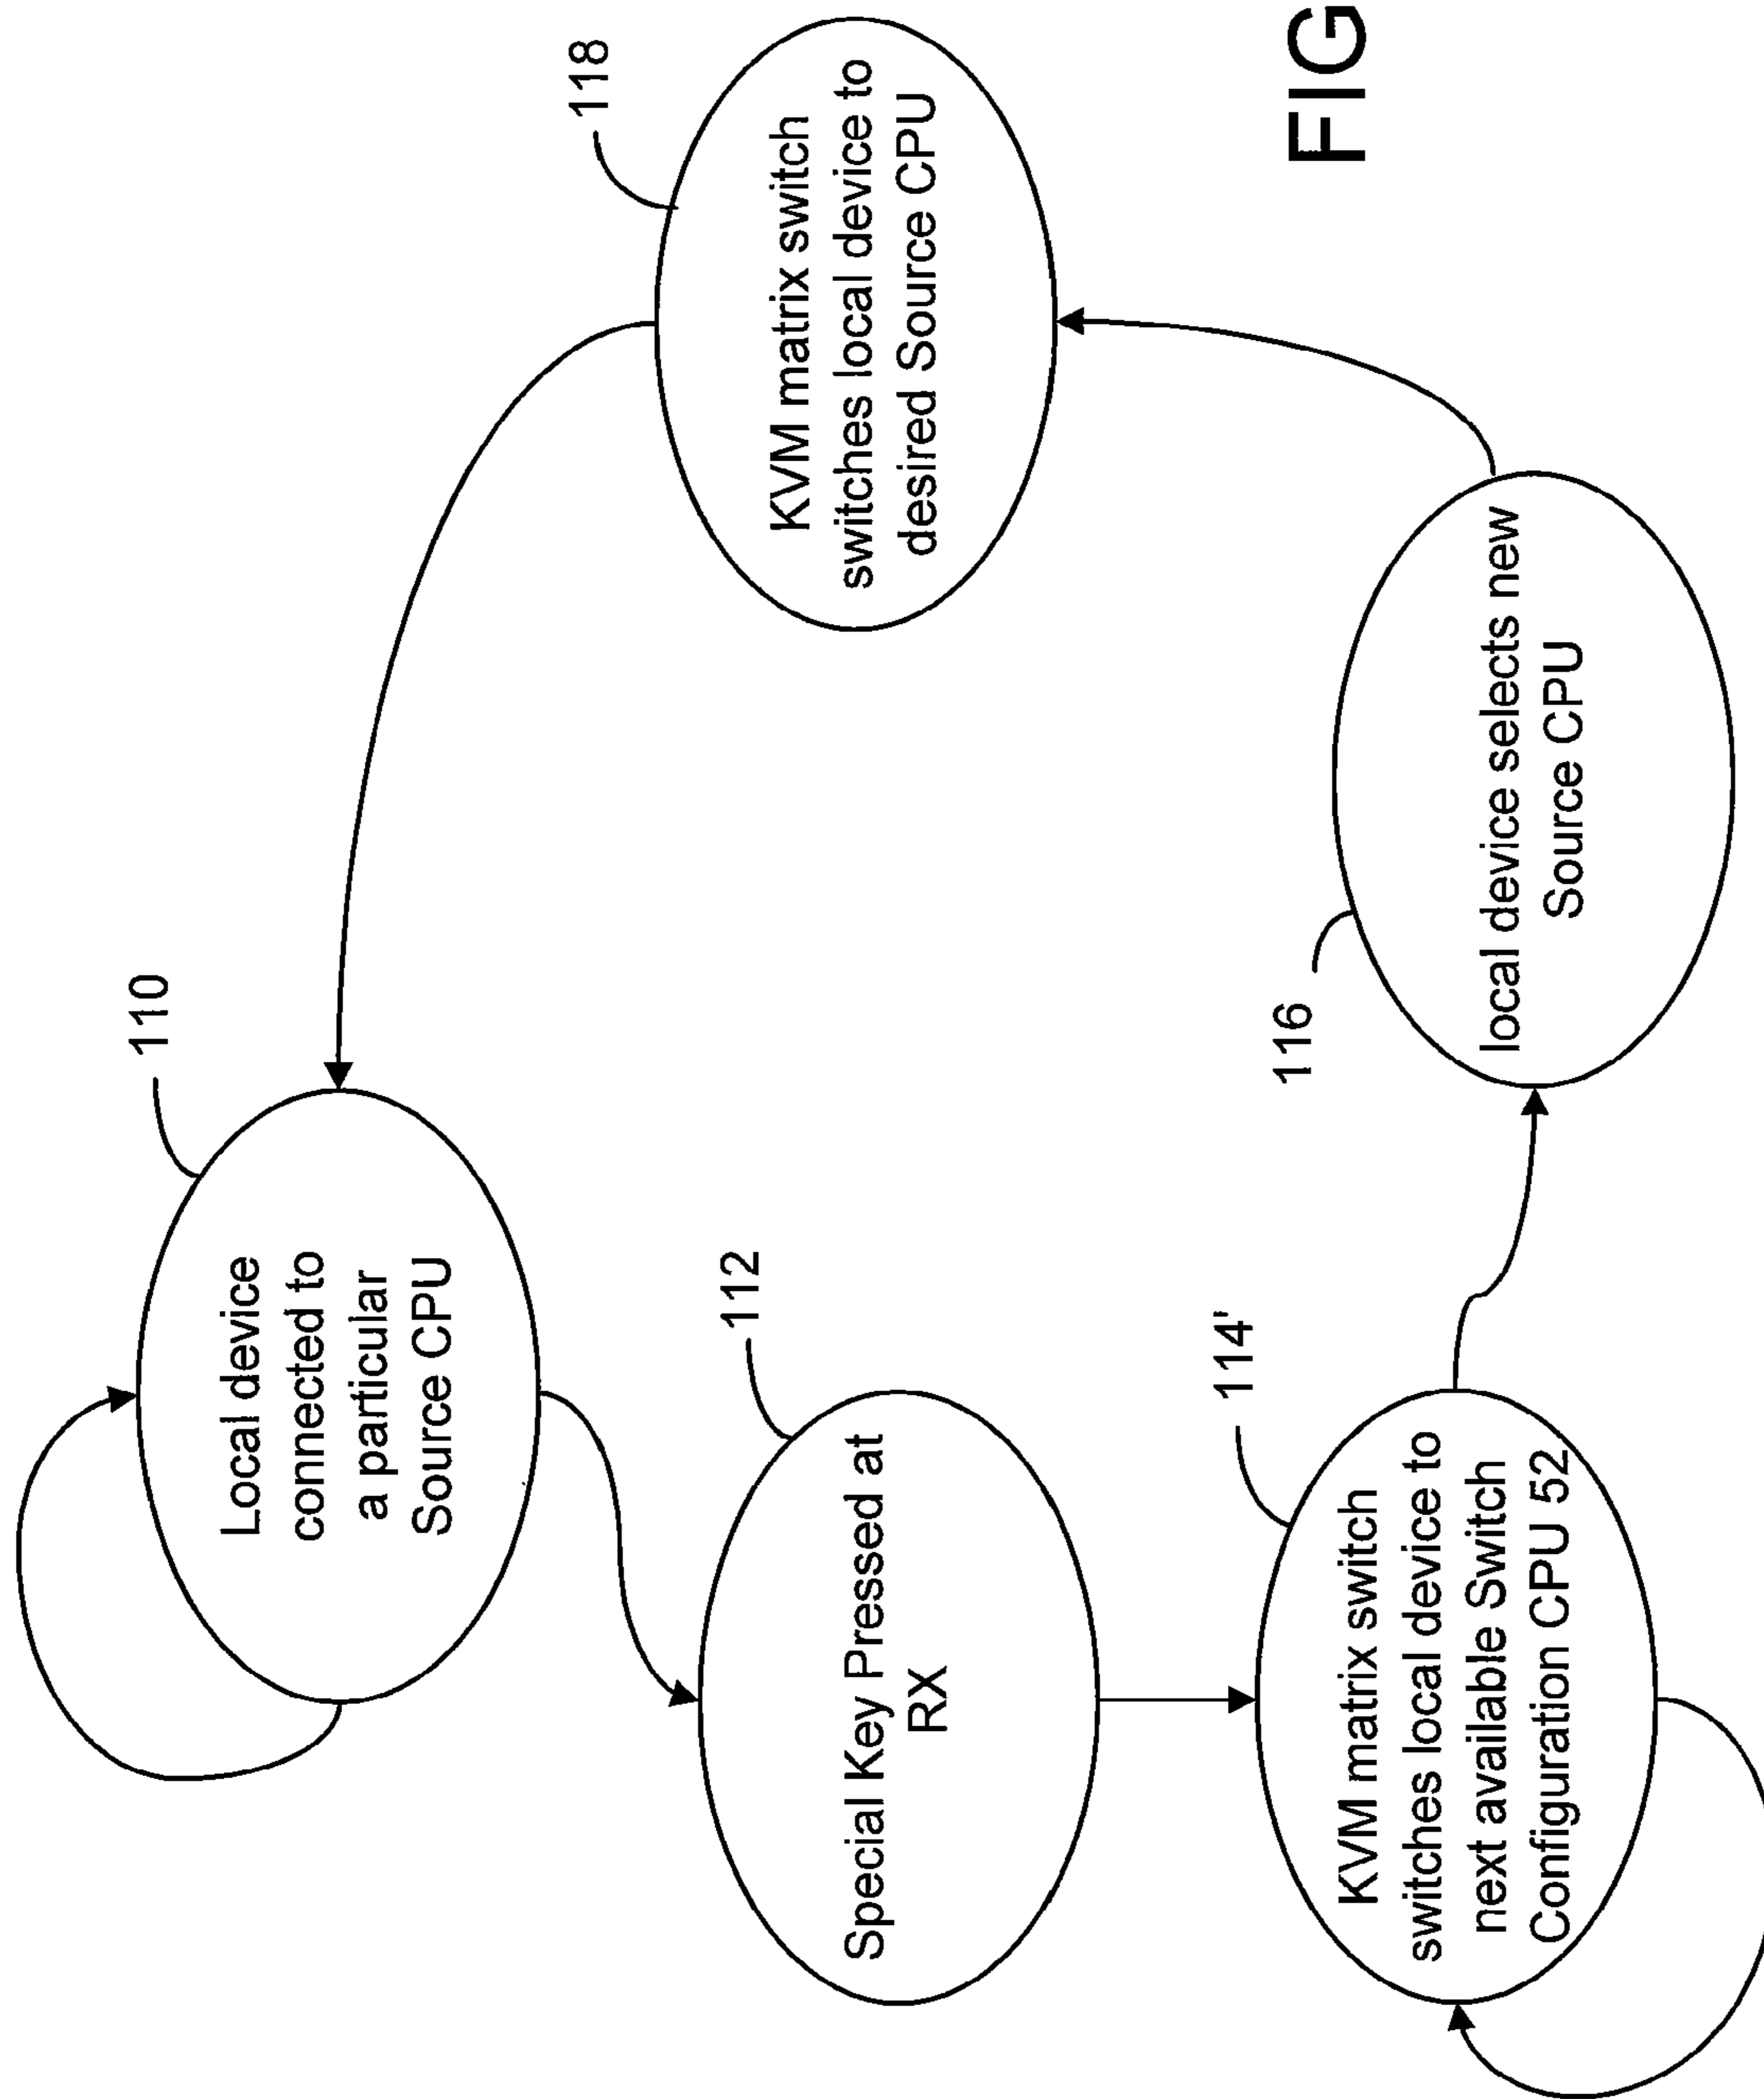 110
Local device
connected to
a particular
Source CPU
112
Special Key Pressed at
RX
114'
KVM matrix switch
switches local device to
next available Switch
Configuration CPU 52
116
local device selects new
Source CPU
118
KVM matrix switch
switches local device to
desired Source CPU
FIG